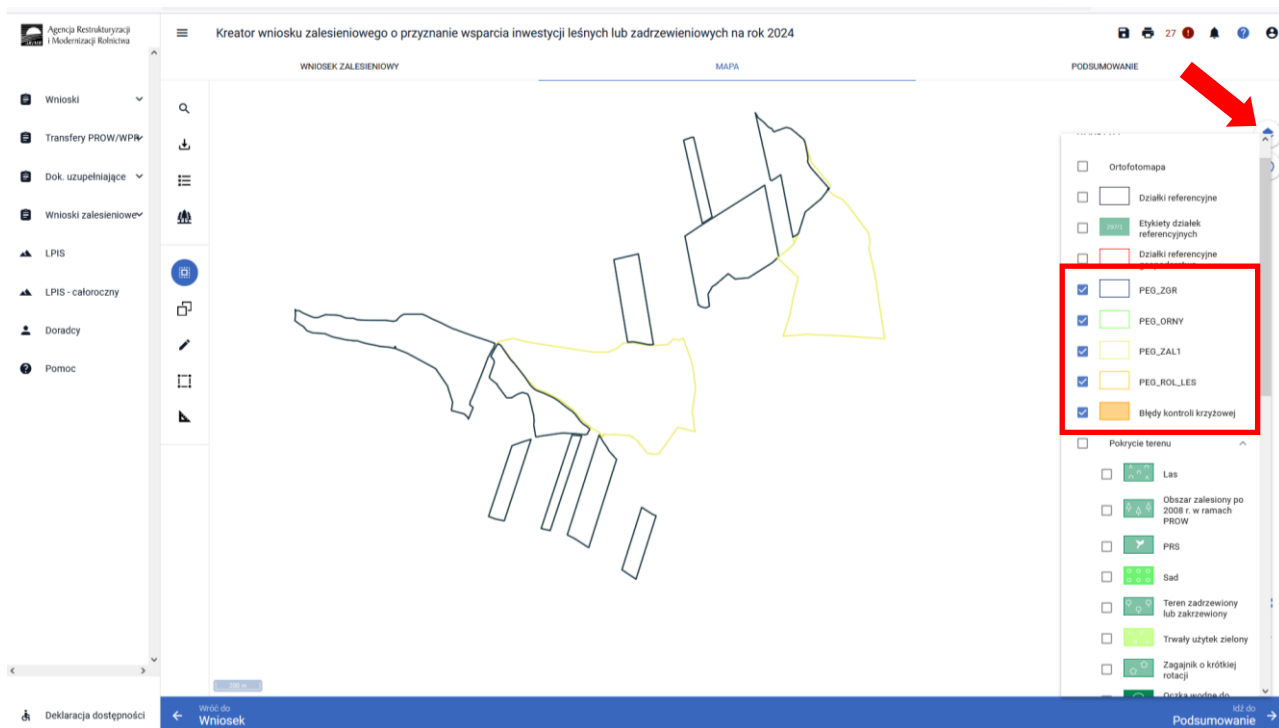 Agencja Restrukturyzacji
i Modernizacji Rolnictwa
Kreator wniosku zalesieniowego o przyznanie wsparcia inwestycji leśnych lub zadrzewieniowych na rok 2024
27
WNIOSEK ZALESIENIOWY
MAPA
PODSUMOWANIE
Wnioski
Transfery PROW/WPR
Dok. uzupełniające
Wnioski zalesieniowe
LPIS
LPIS - całoroczny
Doradcy
Pomoc
Ortofotomapa
Działki referencyjne
Etykiety działek
referencyjnych
Działki referencyjne
PEG_ZGR
PEG_ORNY
PEG_ZAL1
PEG_ROL_LES
Błędy kontroli krzyżowej
Pokrycie terenu
Las
Obszar zalesiony po
2008 r. w ramach
PROW
PRS
Sad
Teren zadrzewiony
lub zakrzewiony
Trwały użytek zielony
Zagajnik o krótkiej
rotacji
Oczka wodne do
Deklaracja dostępności
Wróć do
Wniosek
Idź do
Podsumowanie